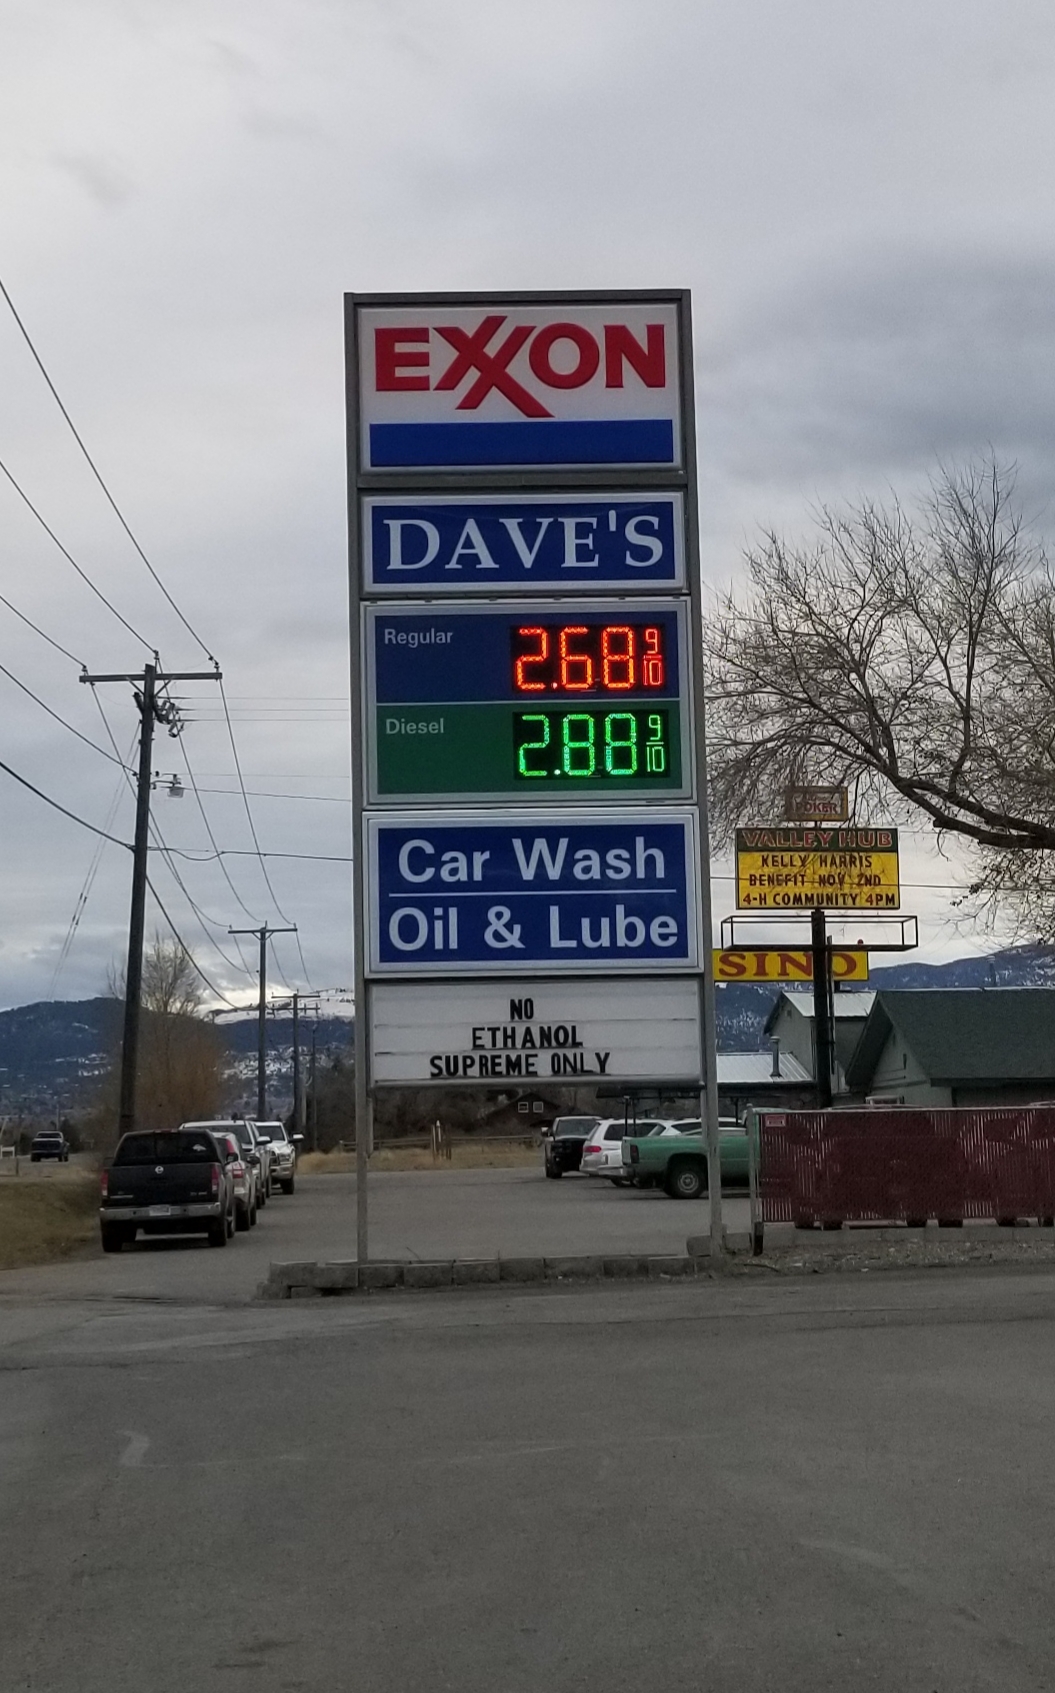 EXXON
DAVE'S
Regular 2.68 9/10
Diesel 2.88 9/10
Car Wash
Oil & Lube
NO
ETHANOL
SUPREME ONLY
POKER
VALLEY HUB
KELLY HARRIS
BENEFIT NOV 2ND
4-H COMMUNITY 4PM
SINO